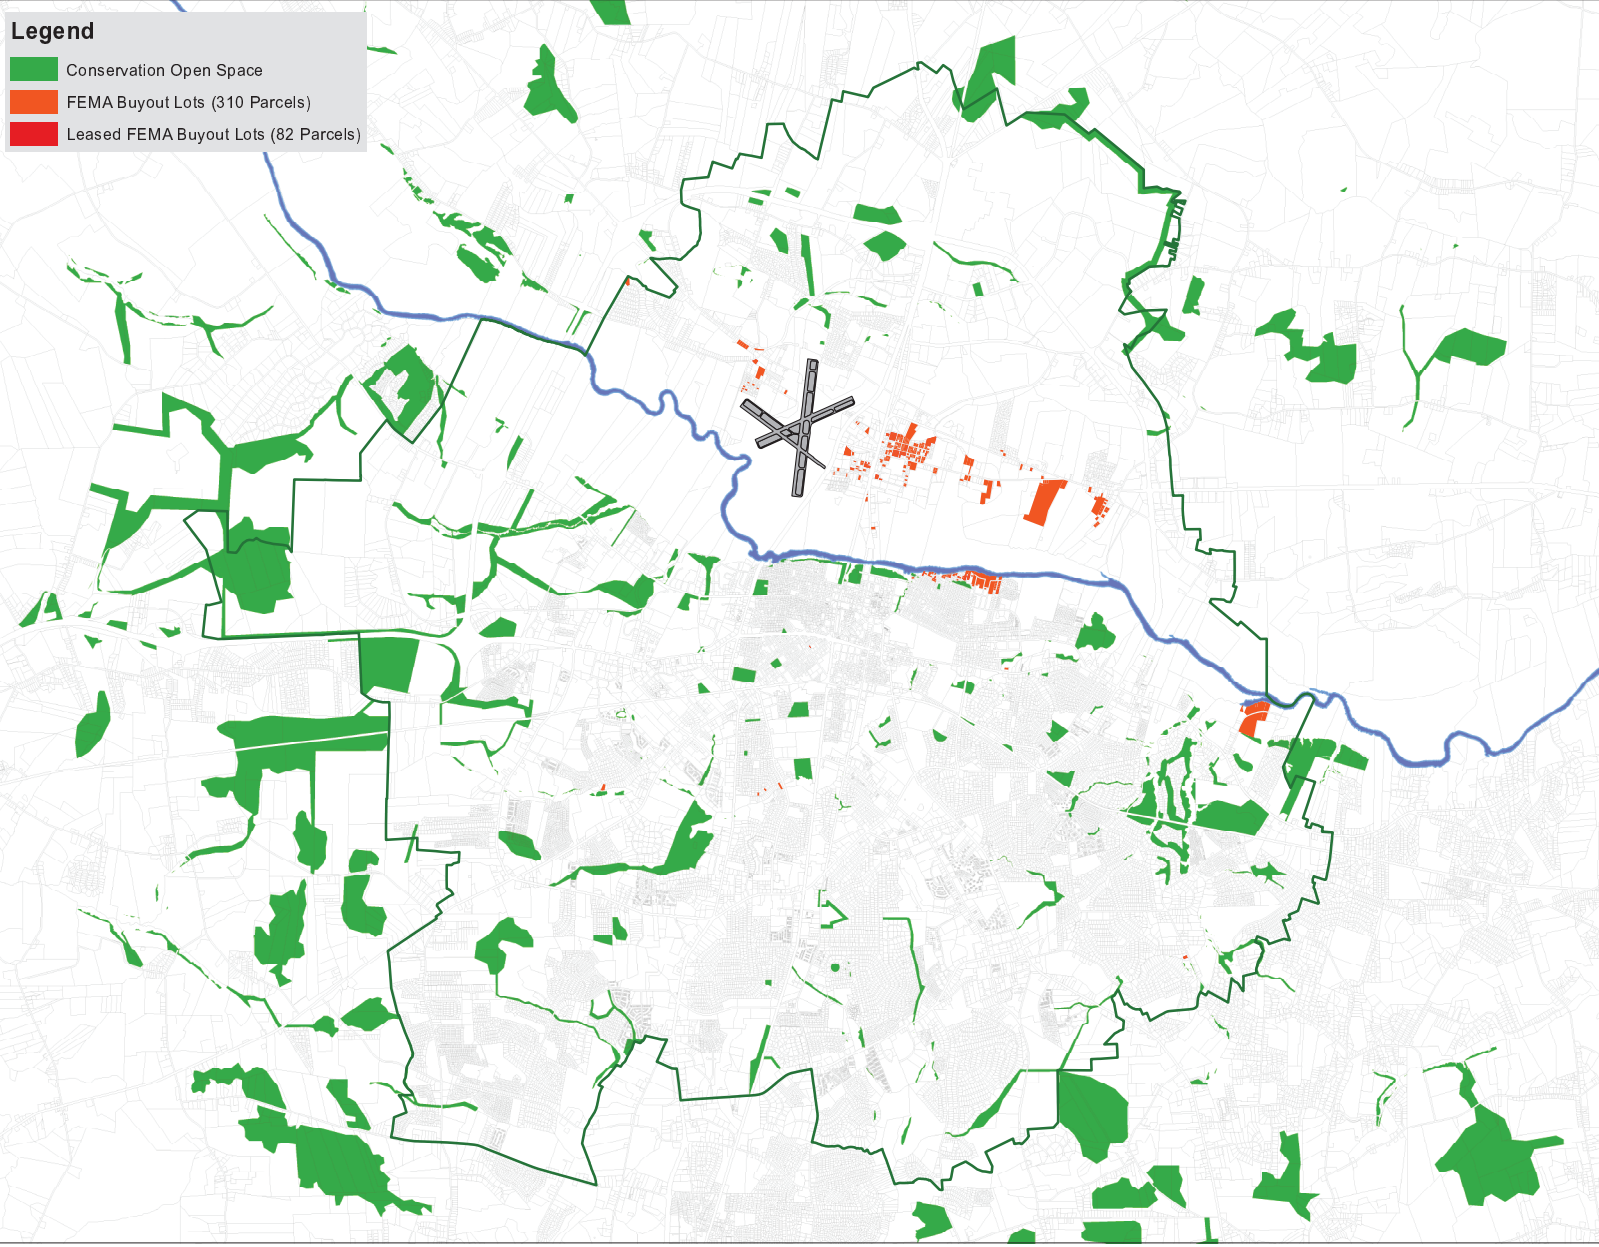 Legend
Conservation Open Space
FEMA Buyout Lots (310 Parcels)
Leased FEMA Buyout Lots (82 Parcels)